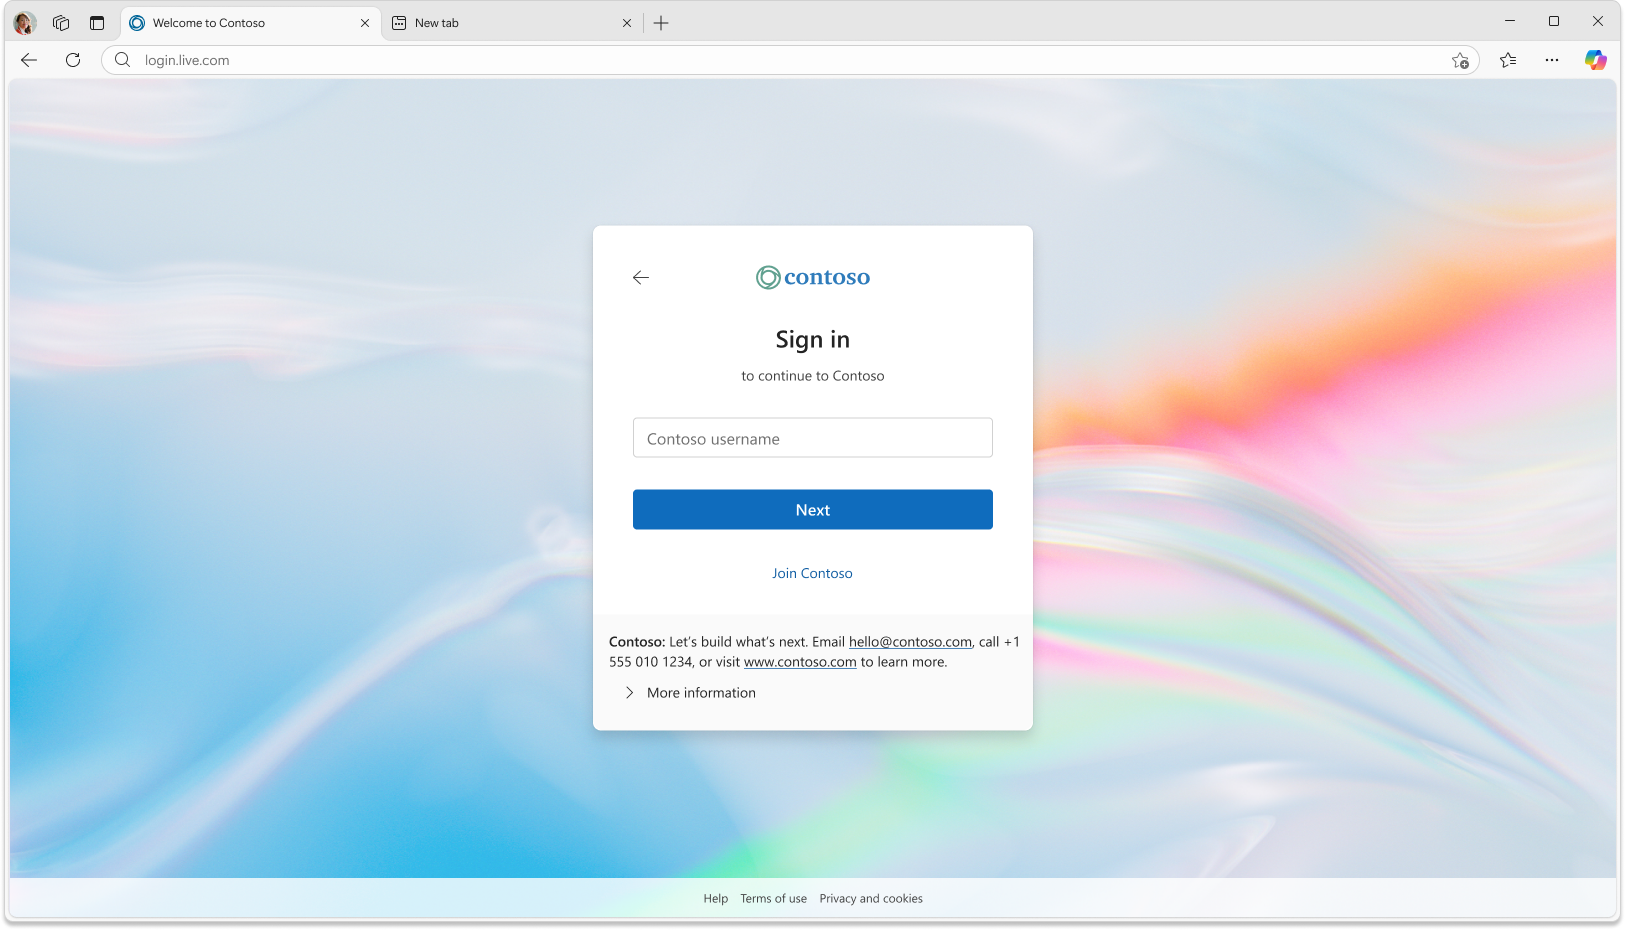 Welcome to Contoso
New tab
login.live.com
contoso
Sign in
to continue to Contoso
Contoso username
Next
Join Contoso
Contoso: Let's build what's next. Email hello@contoso.com, call +1
555 010 1234, or visit www.contoso.com to learn more.
More information
Help Terms of use Privacy and cookies